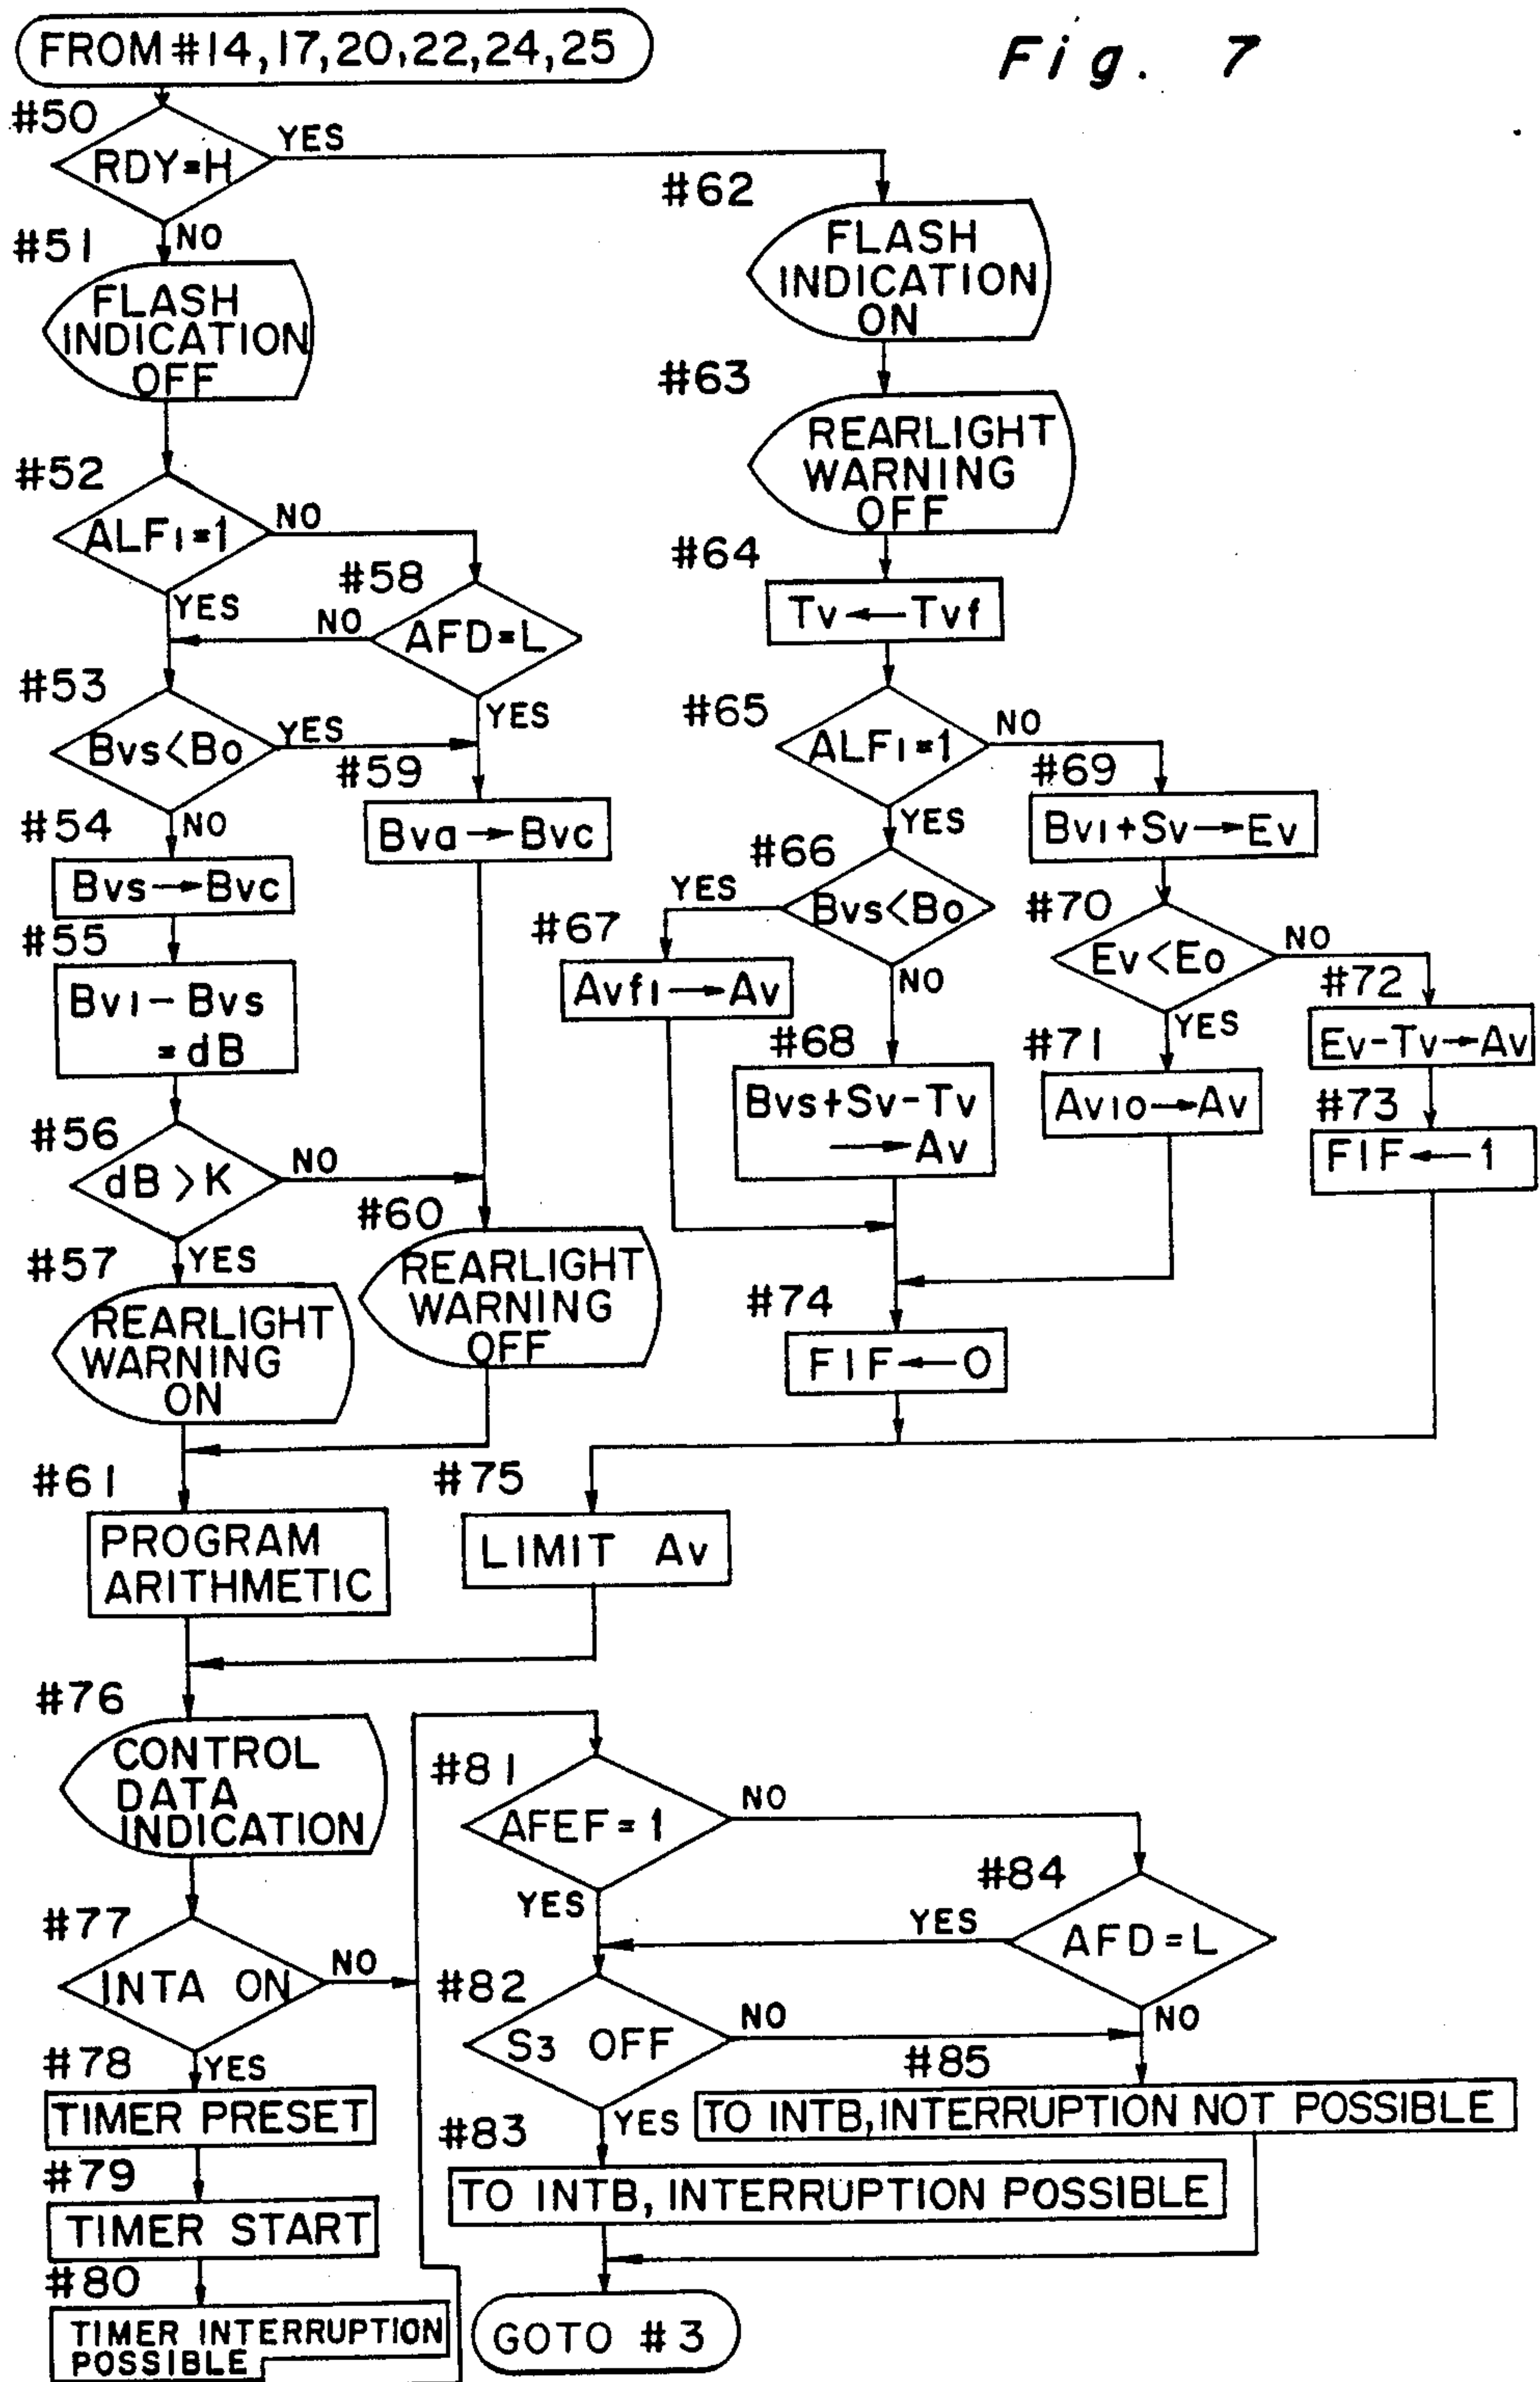 Fig. 7
FROM #14, 17, 20, 22, 24, 25
#50
RDY=H
YES
NO
#51
FLASH
INDICATION
OFF
#52
ALF1=1
NO
YES
#58
AFD=L
NO
YES
#53
Bvs<Bo
YES
NO
#59
Bva→Bvc
#54
Bvs→Bvc
#55
Bv1-Bvs
=dB
#56
dB>K
NO
YES
#57
REARLIGHT
WARNING
ON
#60
REARLIGHT
WARNING
OFF
#61
PROGRAM
ARITHMETIC
#62
FLASH
INDICATION
ON
#63
REARLIGHT
WARNING
OFF
#64
Tv←Tvf
#65
ALF1=1
NO
YES
#66
Bvs<Bo
YES
NO
#67
Avf1→Av
#68
Bvs+Sv-Tv
→Av
#69
Bv1+Sv→Ev
#70
Ev<Eo
NO
YES
#71
Av10→Av
#72
Ev-Tv→Av
#73
FIF←1
#74
FIF←0
#75
LIMIT Av
#76
CONTROL
DATA
INDICATION
#77
INTA ON
NO
YES
#78
TIMER PRESET
#79
TIMER START
#80
TIMER INTERRUPTION
POSSIBLE
#81
AFEF=1
NO
YES
#84
AFD=L
YES
NO
#82
S3 OFF
NO
YES
#85
TO INTB, INTERRUPTION NOT POSSIBLE
#83
TO INTB, INTERRUPTION POSSIBLE
GOTO #3